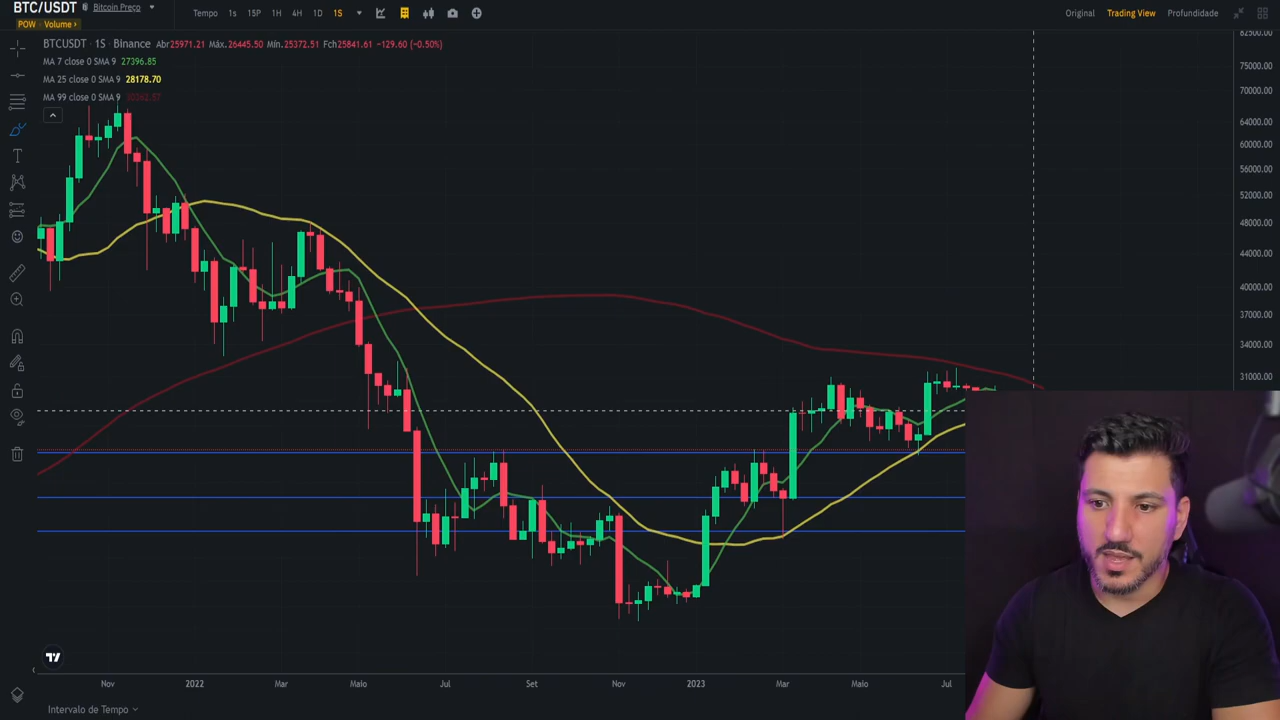 BTC/USDT Bitcoin Preço
Tempo 1s 15P 1H 4H 1D 1S
Original Trading View Profundidade
POW Volume
BTCUSDT · 1S · Binance Abr25971.21 Máx.26445.50 Mín.25372.51 Fch25841.61 −129.60 (−0.50%)
MA 7 close 0 SMA 9 27396.85
MA 25 close 0 SMA 9 28178.70
MA 99 close 0 SMA 9
82500.00
75000.00
70000.00
64000.00
60000.00
56000.00
52000.00
48000.00
44000.00
40000.00
37000.00
34000.00
31000.00
Nov 2022 Mar Maio Jul Set Nov 2023 Mar Maio Jul
Intervalo de Tempo